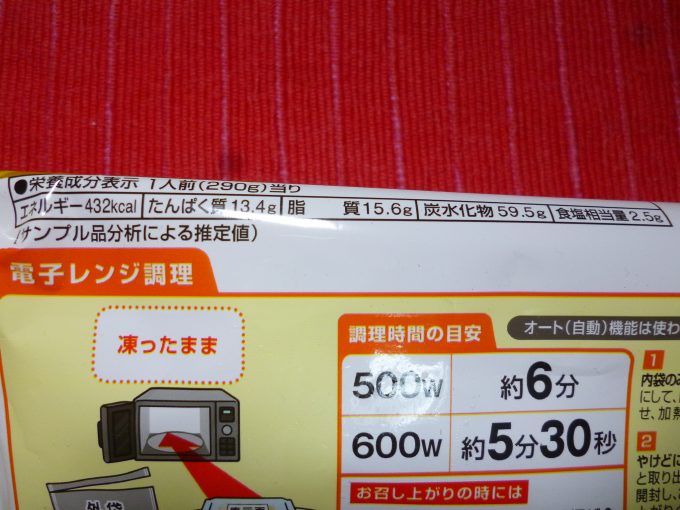 ●栄養成分表示 1人前(290g)当り
エネルギー432kcal たんぱく質13.4g 脂 質15.6g 炭水化物59.5g 食塩相当量2.5g
(サンプル品分析による推定値)
電子レンジ調理
凍ったまま
調理時間の目安
オート(自動)機能は使わ
500W 約6分
600W 約5分30秒
お召し上がりの時には
1
内袋の
にして、
せ、加熱
2
やけどに
と取り出
開封し、
外袋